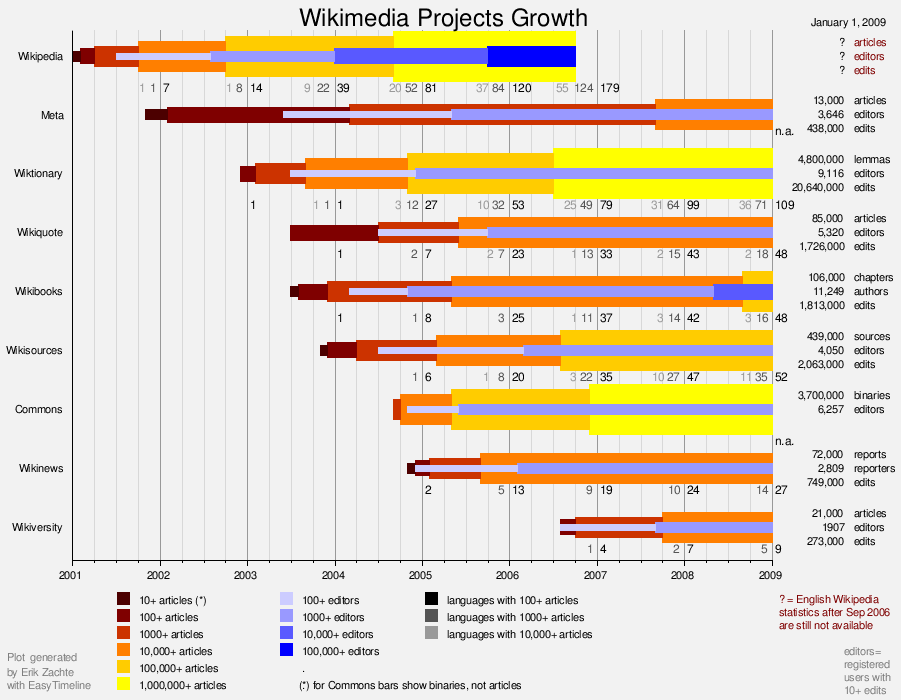 Wikimedia Projects Growth
January 1, 2009
Wikipedia
? articles
? editors
? edits
1 1 7 1 8 14 9 22 39 20 52 81 37 84 120 55 124 179
Meta
13,000 articles
3,646 editors
438,000 edits
n.a.
Wiktionary
4,800,000 lemmas
9,116 editors
20,640,000 edits
1 1 1 1 3 12 27 10 32 53 25 49 79 31 64 99 36 71 109
Wikiquote
85,000 articles
5,320 editors
1,726,000 edits
1 2 7 2 7 23 1 13 33 2 15 43 2 18 48
Wikibooks
106,000 chapters
11,249 authors
1,813,000 edits
1 1 8 3 25 1 11 37 3 14 42 3 16 48
Wikisources
439,000 sources
4,050 editors
2,063,000 edits
1 6 1 8 20 3 22 35 10 27 47 11 35 52
Commons
3,700,000 binaries
6,257 editors
n.a.
Wikinews
72,000 reports
2,809 reporters
749,000 edits
2 5 13 9 19 10 24 14 27
Wikiversity
21,000 articles
1907 editors
273,000 edits
1 4 2 7 5 9
2001 2002 2003 2004 2005 2006 2007 2008 2009
10+ articles (*)
100+ articles
1000+ articles
10,000+ articles
100,000+ articles
1,000,000+ articles
100+ editors
1000+ editors
10,000+ editors
100,000+ editors
.
(*) for Commons bars show binaries, not articles
languages with 100+ articles
languages with 1000+ articles
languages with 10,000+ articles
? = English Wikipedia
statistics after Sep 2006
are still not available
editors=
registered
users with
10+ edits
Plot generated
by Erik Zachte
with EasyTimeline